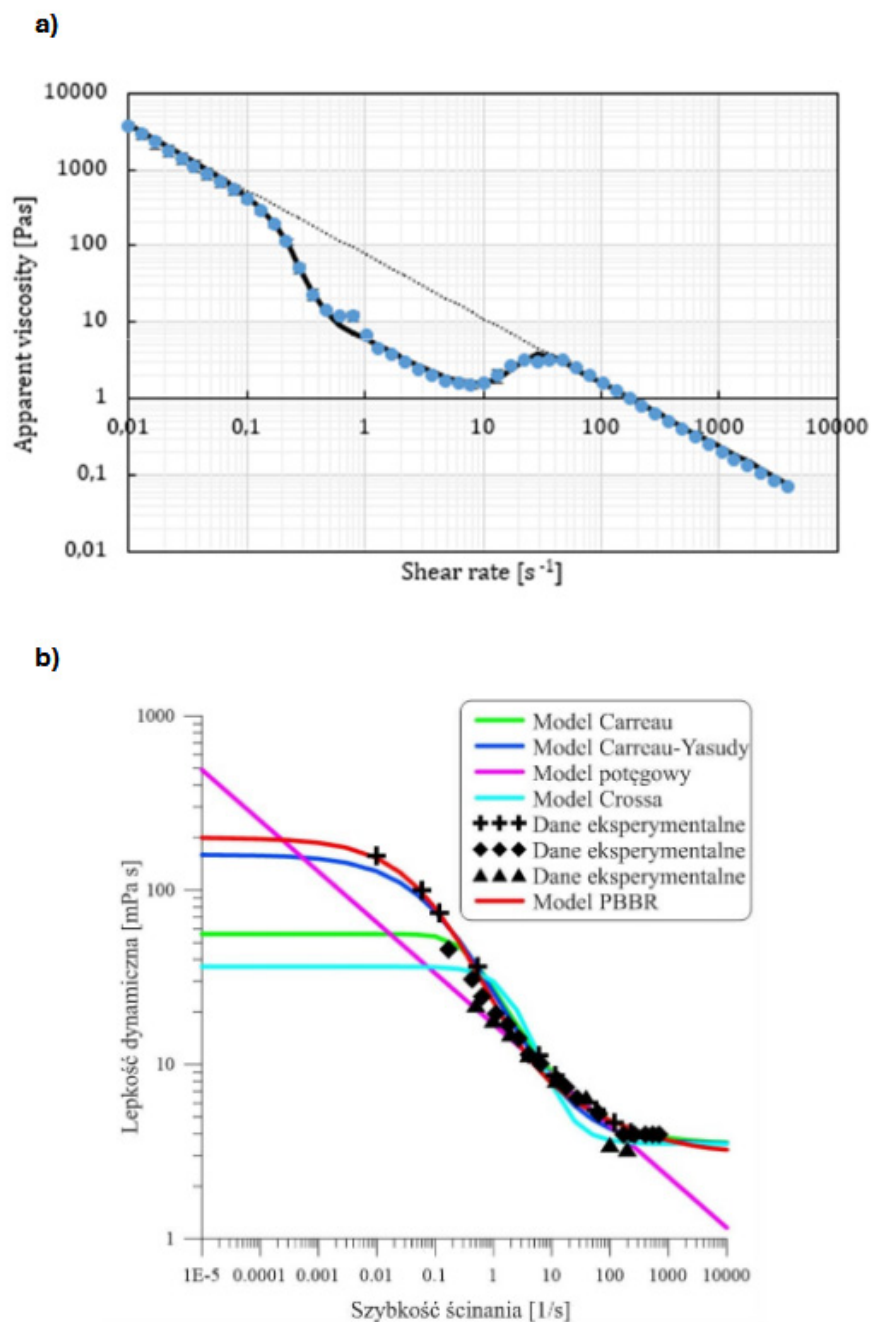 a)
10000
1000
100
10
1
0,1
0,01
Apparent viscosity [Pas]
0,01 0,1 1 10 100 1000 10000
Shear rate [s⁻¹]
b)
Model Carreau
Model Carreau-Yasudy
Model potęgowy
Model Crossa
Dane eksperymentalne
Dane eksperymentalne
Dane eksperymentalne
Model PBBR
1000
100
10
1
Lepkość dynamiczna [mPa s]
1E-5 0.0001 0.001 0.01 0.1 1 10 100 1000 10000
Szybkość ścinania [1/s]